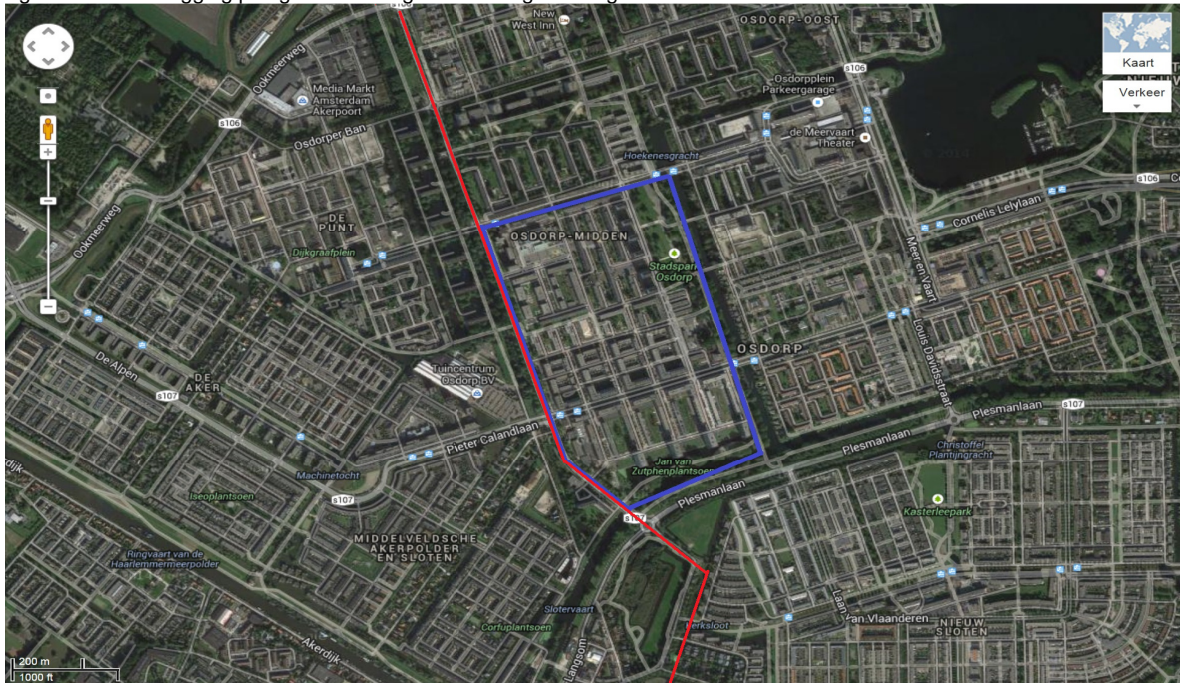 New
West Inn
OSDORP-OOST
s106
Kaart
Verkeer
Ookmeerweg
Media Markt
Amsterdam
Akerpoort
Osdorpplein
Parkeergarage
s106
de Meervaart
Theater
s106
Osdorper Ban
Hoekenesgracht
s106
Cornelis Lelylaan
Ookmeerweg
DE
PUNT
OSDORP-MIDDEN
Dijkgraafplein
Stadspark
Osdorp
Meer en Vaart
Louis Davidsstraat
De Alpen
DE
AKER
s107
Tuincentrum
Osdorp BV
OSDORP
Plesmanlaan
s107
Pieter Calandlaan
Plesmanlaan
Christoffel
Plantijngracht
Machinetocht
Jan van
Zutphenplantsoen
Iseoplantsoen
s107
Plesmanlaan
s107
Kasterleepark
MIDDELVELDSCHE
AKERPOLDER
EN SLOTEN
Ringvaart van de
Haarlemmermeerpolder
Slotervaart
Corfuplantsoen
Laan van Vlaanderen
NIEUW
SLOTEN
Akerdijk
Langsom
200 m
1000 ft